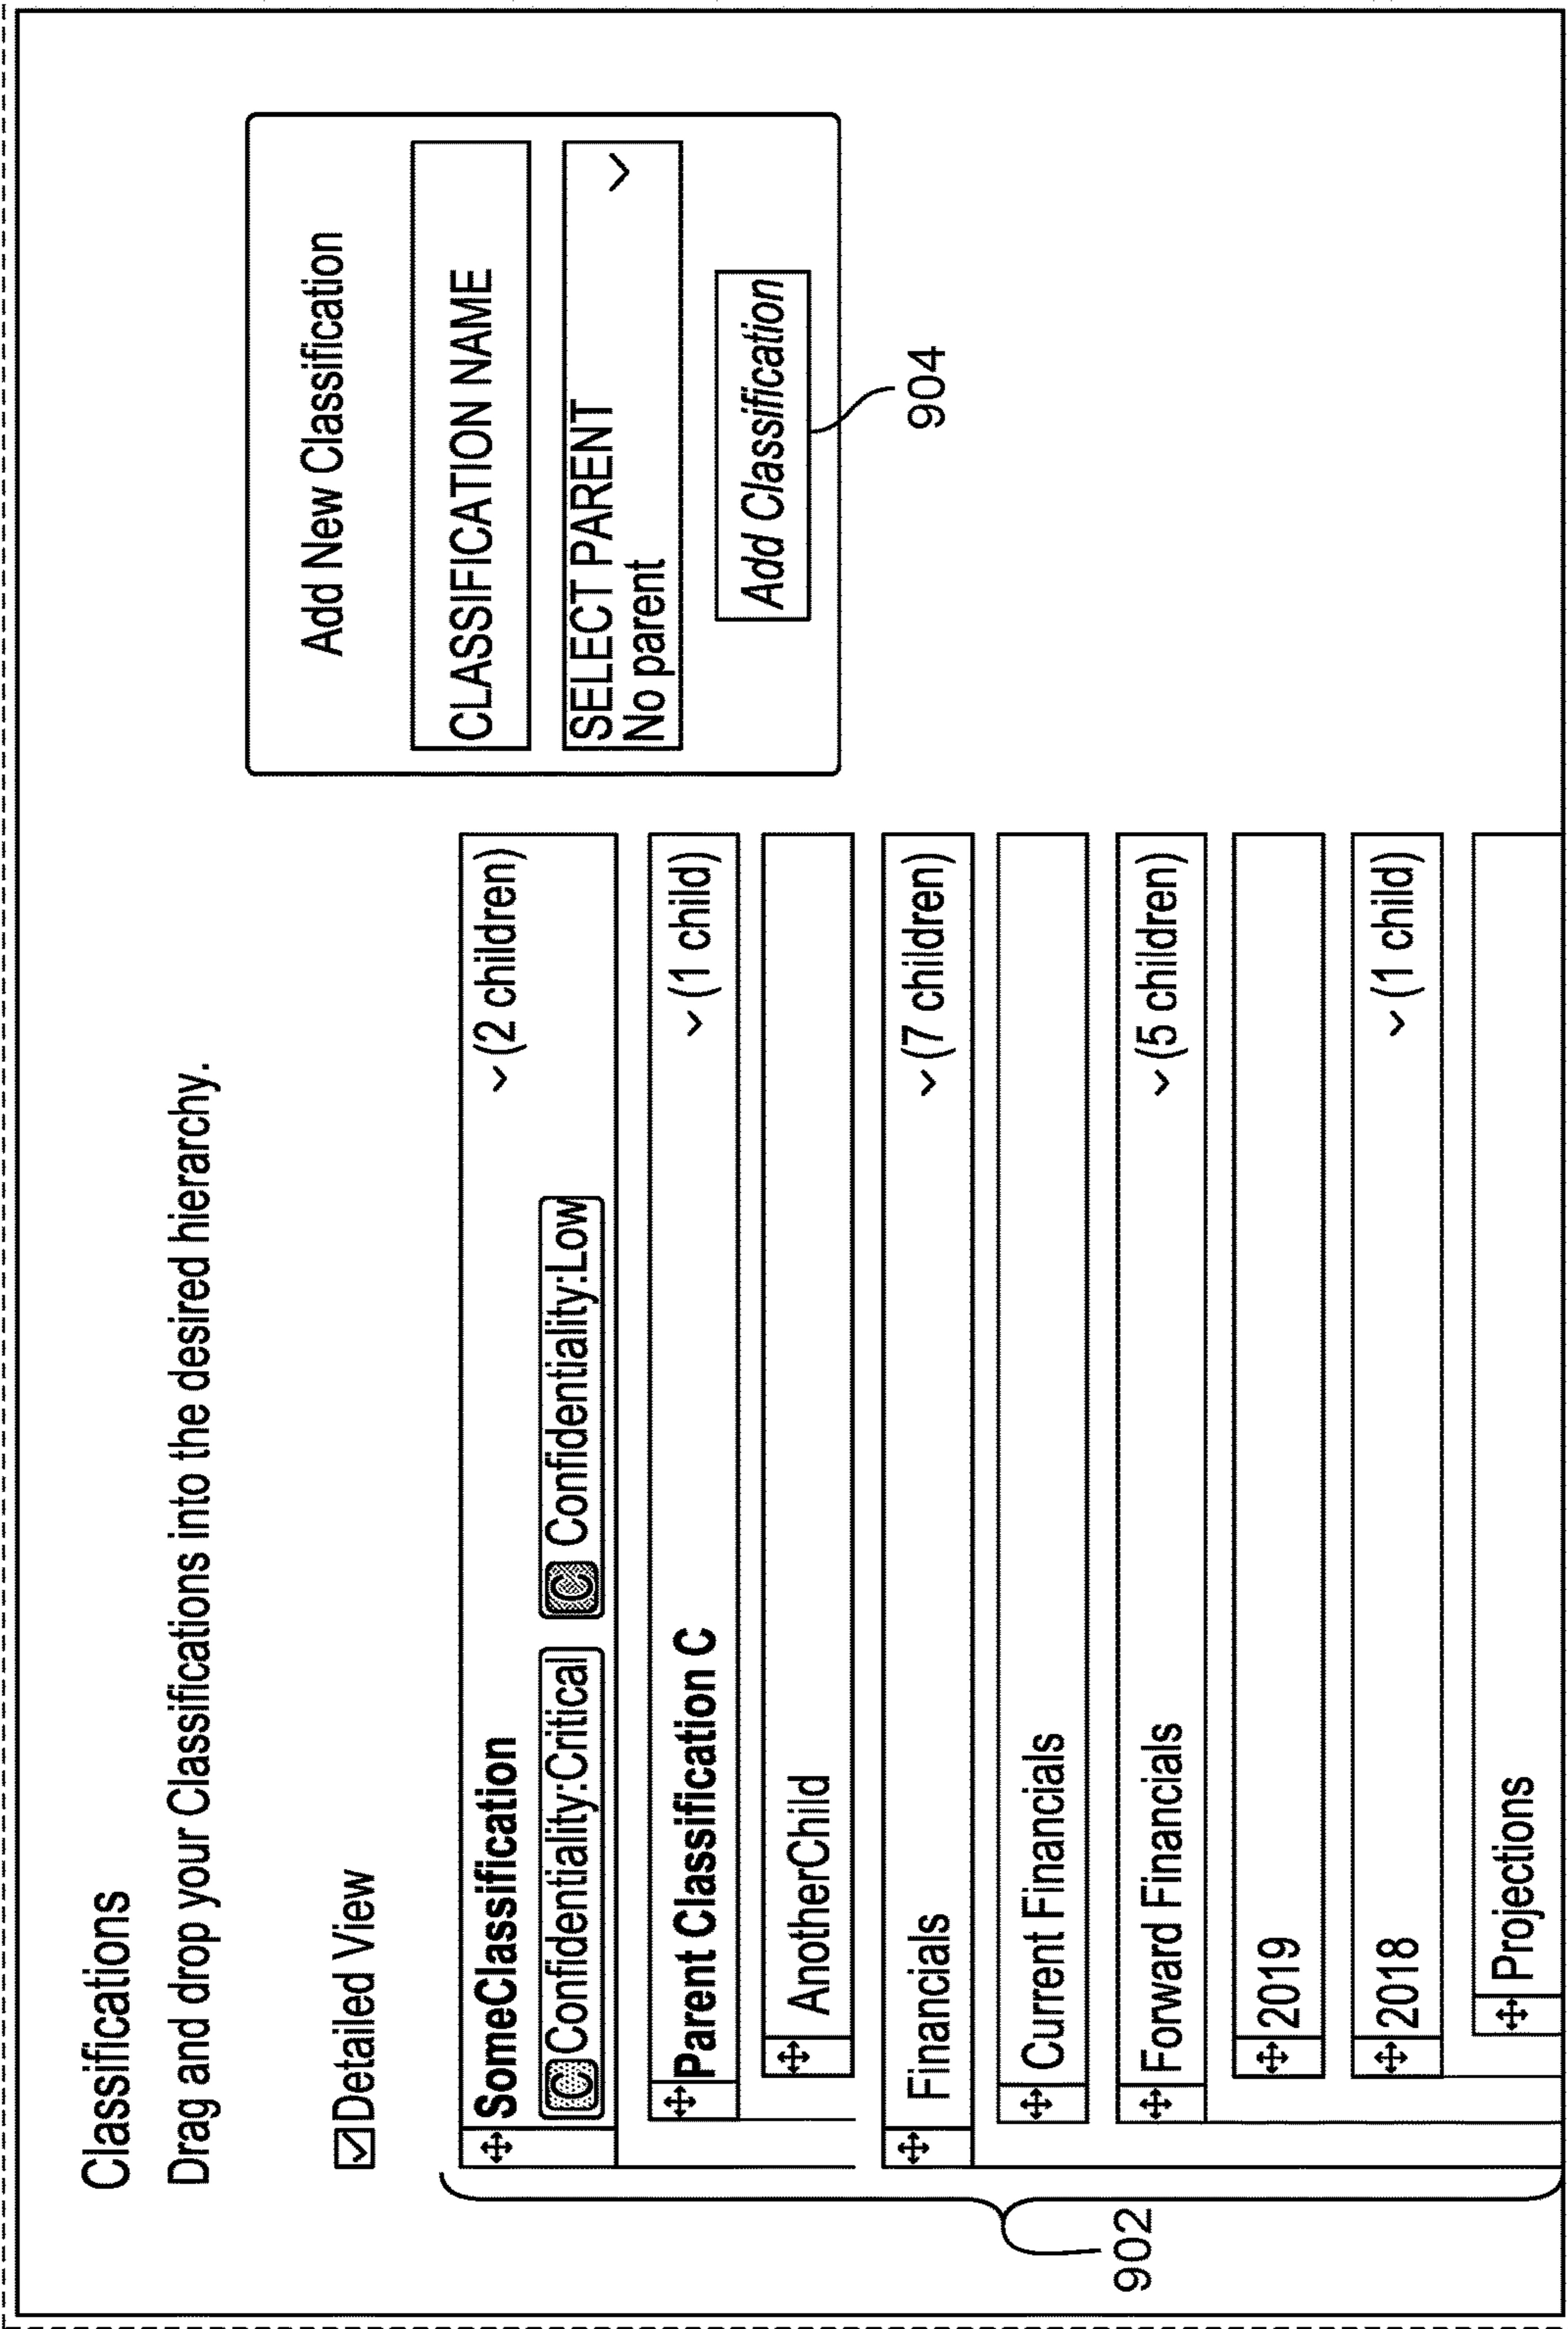 Classifications
Drag and drop your Classifications into the desired hierarchy.
Detailed View
SomeClassification (2 children)
C Confidentiality:Critical C Confidentiality:Low
Parent Classification C (1 child)
AnotherChild
Financials (7 children)
Current Financials
Forward Financials (5 children)
2019
2018 (1 child)
Projections
902
Add New Classification
CLASSIFICATION NAME
SELECT PARENT
No parent
Add Classification
904